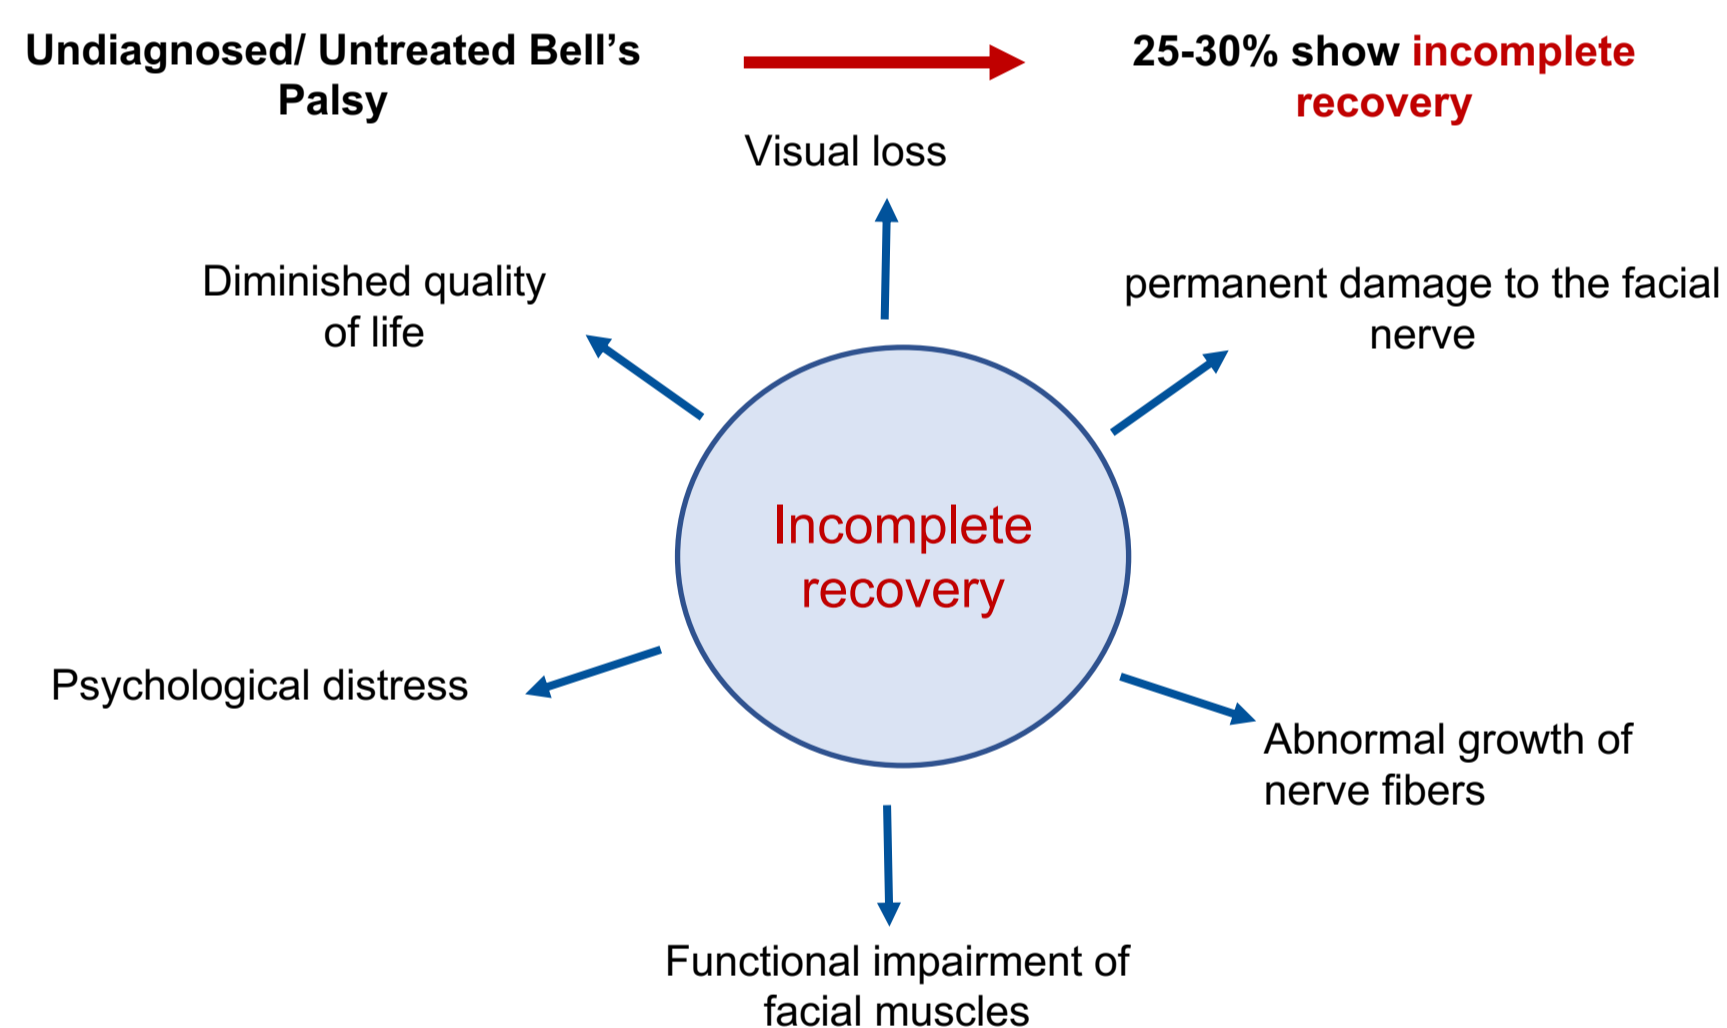 Undiagnosed/ Untreated Bell’s
Palsy
25-30% show incomplete
recovery
Visual loss
Diminished quality
of life
permanent damage to the facial
nerve
Incomplete
recovery
Psychological distress
Abnormal growth of
nerve fibers
Functional impairment of
facial muscles